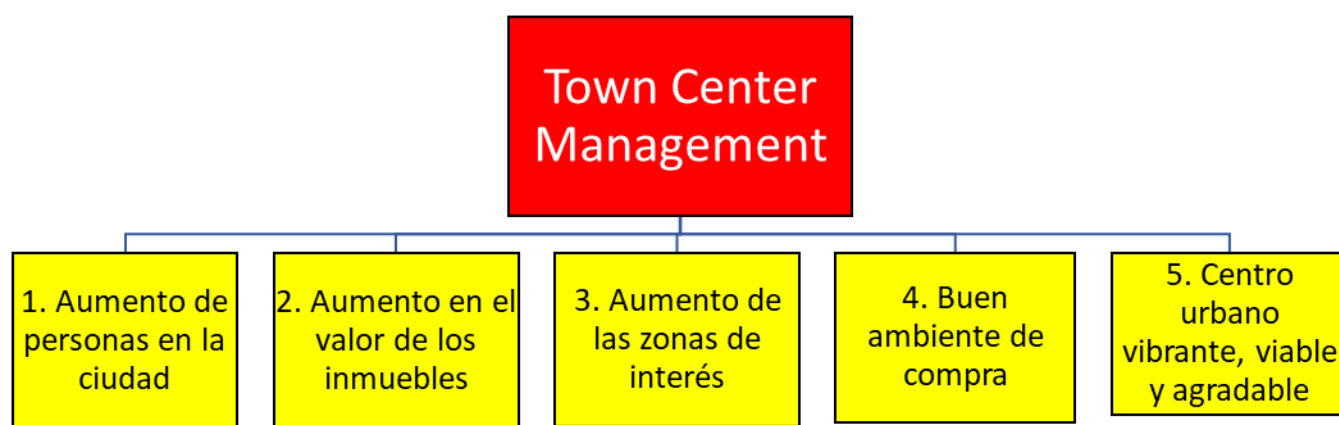 Town Center
Management
1. Aumento de
personas en la
ciudad
2. Aumento en el
valor de los
inmuebles
3. Aumento de
las zonas de
interés
4. Buen
ambiente de
compra
5. Centro
urbano
vibrante, viable
y agradable